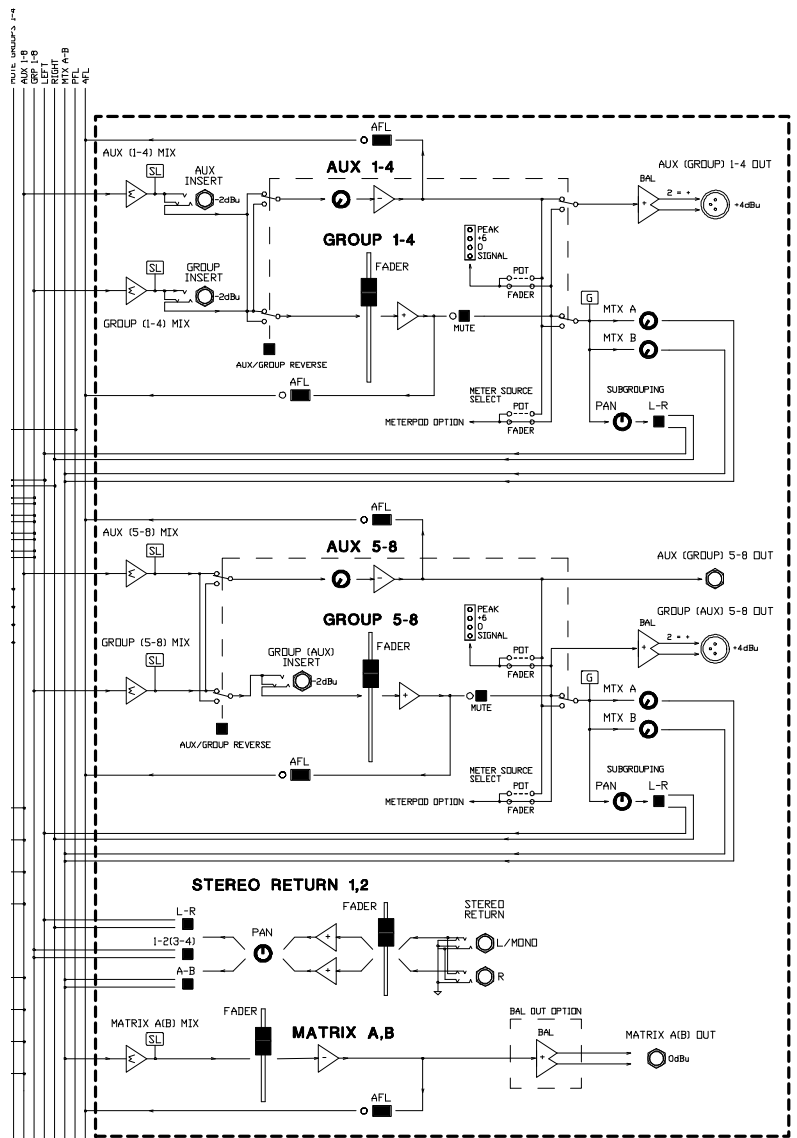 MUTE GROUPS 1-4
AUX 1-8
GRP 1-8
LEFT
RIGHT
MTX A-B
PFL
AFL
AFL
AUX (1-4) MIX
SL
AUX
INSERT
-2dBu
Σ
AUX 1-4
-
AUX (GROUP) 1-4 OUT
BAL
+
2 = +
+4dBu
GROUP 1-4
PEAK
+6
0
SIGNAL
FADER
SL
GROUP
INSERT
-2dBu
Σ
GROUP (1-4) MIX
POT
FADER
+
MUTE
G
MTX A
MTX B
AUX/GROUP REVERSE
AFL
METER SOURCE
SELECT
POT
FADER
METERPOD OPTION
SUBGROUPING
PAN
L-R
AFL
AUX (5-8) MIX
SL
Σ
AUX 5-8
-
AUX (GROUP) 5-8 OUT
GROUP 5-8
PEAK
+6
0
SIGNAL
GROUP (AUX) 5-8 OUT
BAL
+
2 = +
+4dBu
FADER
GROUP (5-8) MIX
SL
Σ
GROUP (AUX)
INSERT
-2dBu
POT
FADER
+
MUTE
G
MTX A
MTX B
AUX/GROUP REVERSE
AFL
METER SOURCE
SELECT
POT
FADER
METERPOD OPTION
SUBGROUPING
PAN
L-R
STEREO RETURN 1,2
L-R
1-2(3-4)
A-B
PAN
+
+
FADER
STEREO
RETURN
L/MONO
R
MATRIX A(B) MIX
SL
Σ
FADER
MATRIX A,B
-
BAL OUT OPTION
BAL
+
MATRIX A(B) OUT
0dBu
AFL